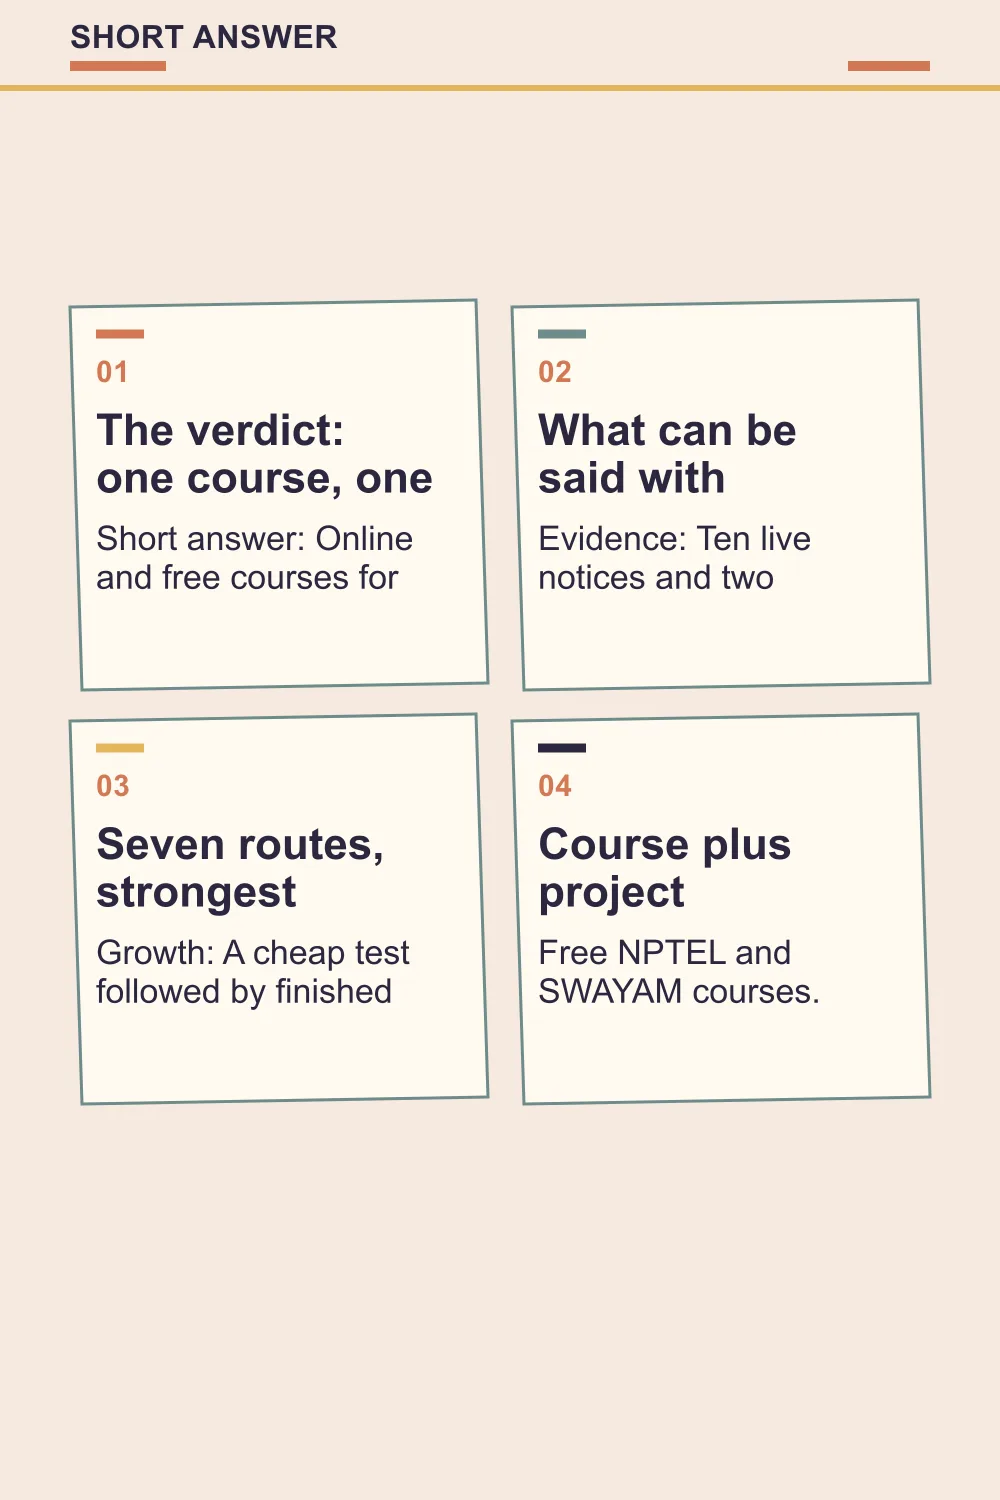 SHORT ANSWER
01
The verdict:
one course, one
Short answer: Online
and free courses for
02
What can be
said with
Evidence: Ten live
notices and two
03
Seven routes,
strongest
Growth: A cheap test
followed by finished
04
Course plus
project
Free NPTEL and
SWAYAM courses.